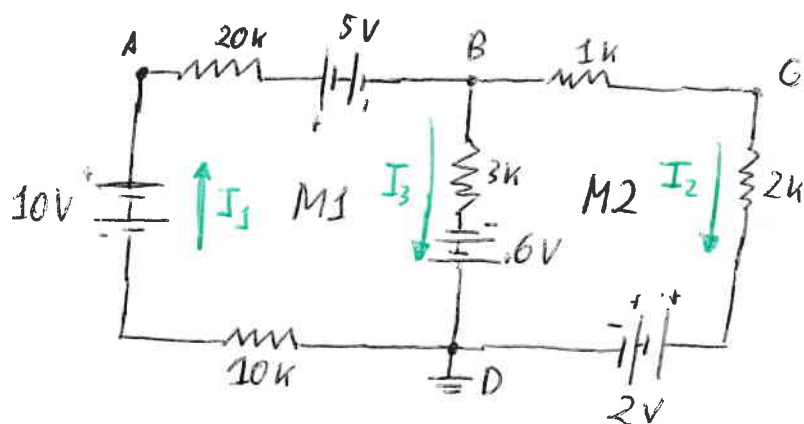 A 20K 5V B 1K C
+
10V + - I1 M1 I3 3K M2 I2 2K
- 6V
- + +
10K D 2V